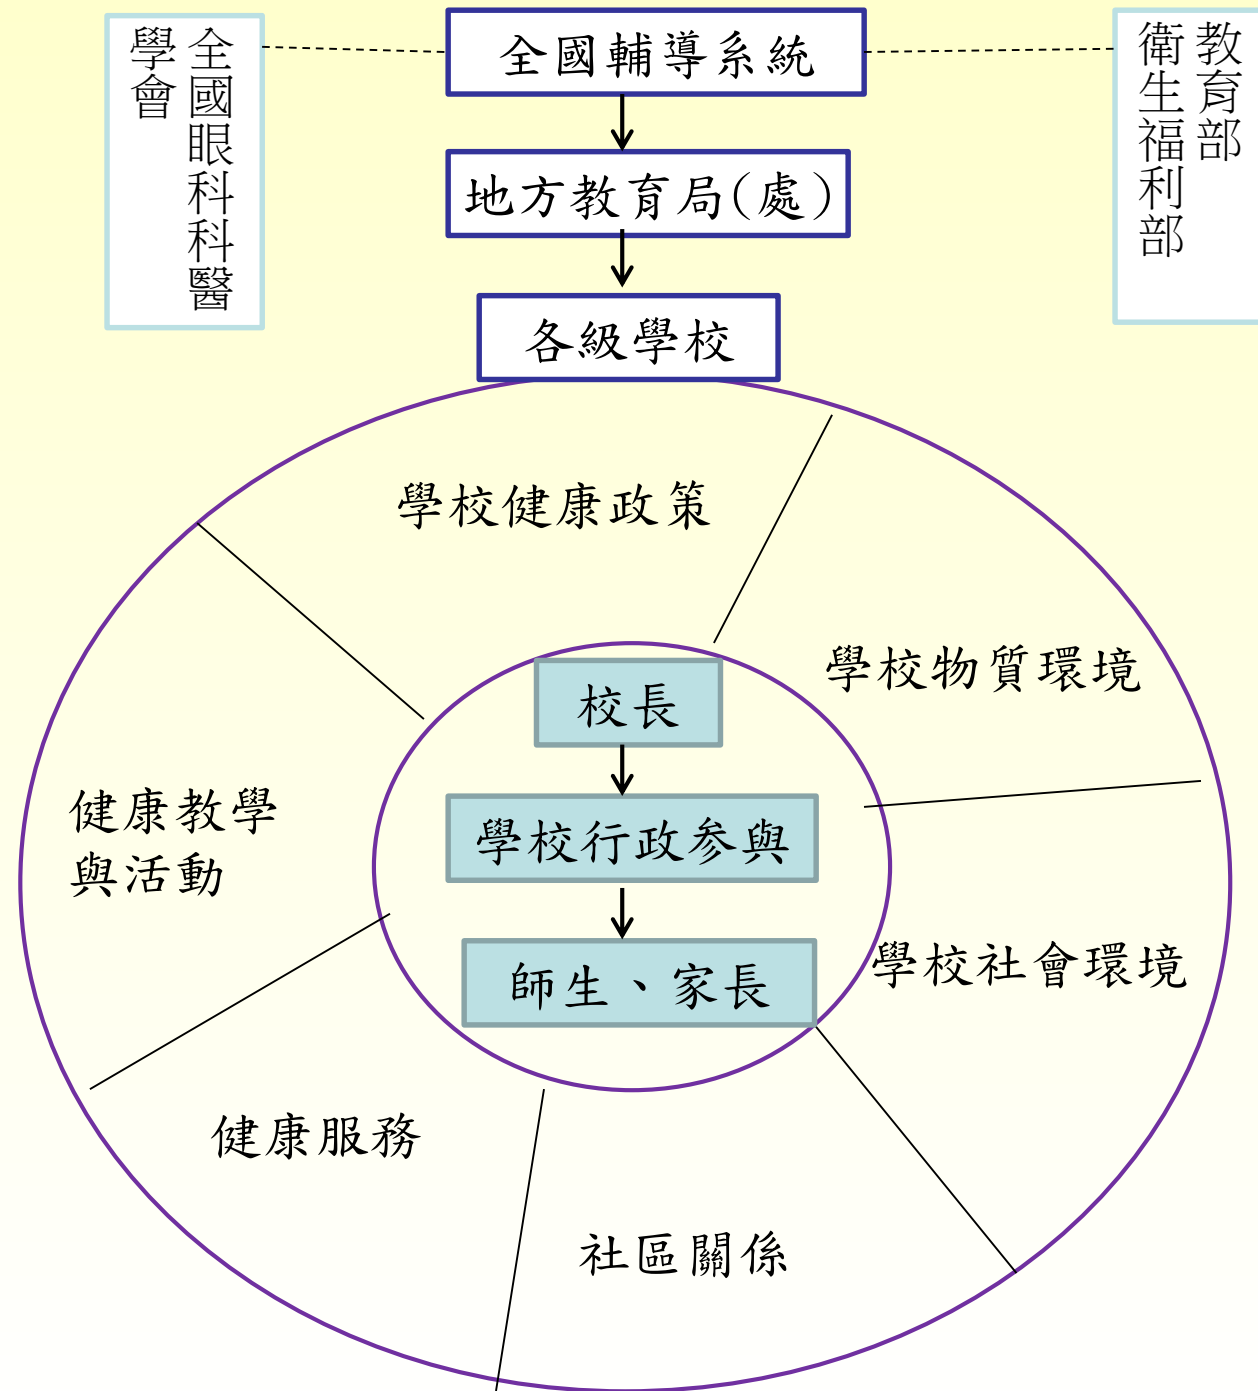 全國眼科科醫
學會
全國輔導系統
教育部
衛生福利部
地方教育局(處)
各級學校
學校健康政策
學校物質環境
校長
健康教學
與活動
學校行政參與
學校社會環境
師生、家長
健康服務
社區關係